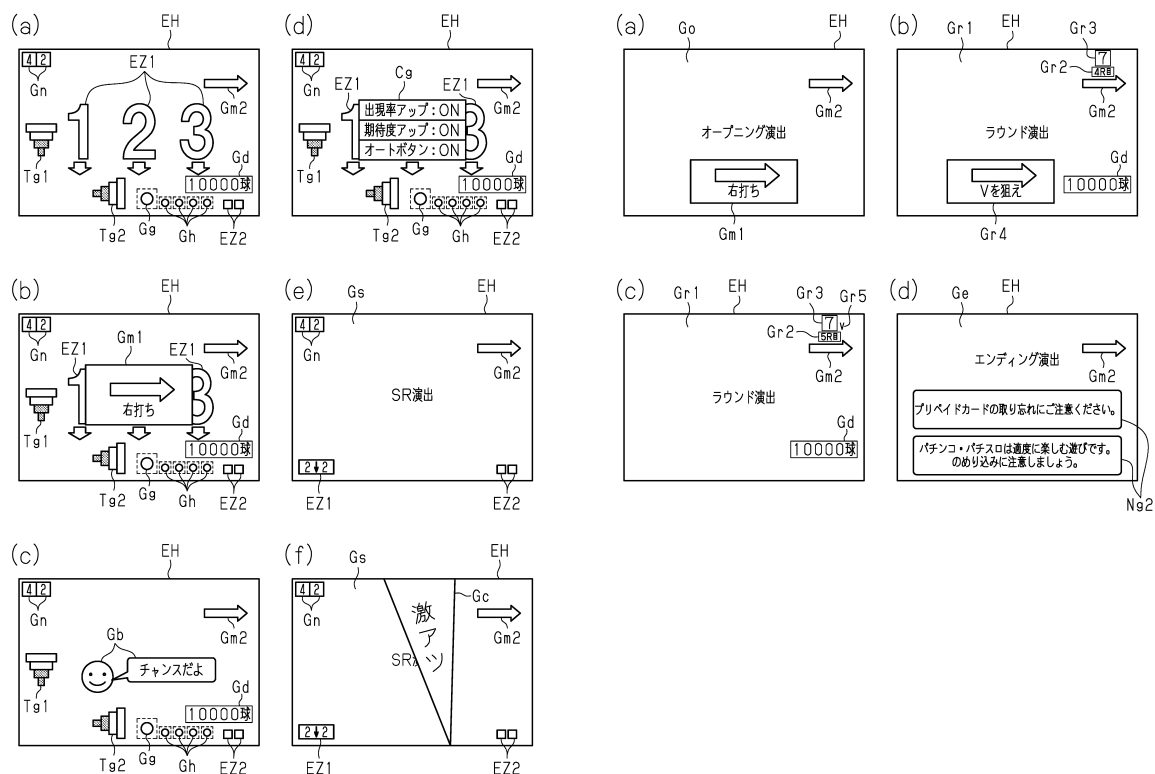 (a)
EH
4 2
Gn
EZ1
1 2 3
Gm2
Tg1
Gd
10000球
Tg2
Gg
Gh
EZ2
(d)
EH
4 2
Gn
EZ1
Cg
EZ1
1
出現率アップ:ON
期待度アップ:ON
オートボタン:ON
3
Gm2
Tg1
Gd
10000球
Tg2
Gg
Gh
EZ2
(b)
EH
4 2
Gn
EZ1
Gm1
EZ1
1
右打ち
3
Gm2
Tg1
Gd
10000球
Tg2
Gg
Gh
EZ2
(e)
Gs
EH
4 2
Gn
Gm2
SR演出
2 2
EZ1
EZ2
(c)
EH
4 2
Gn
Gm2
Gb
チャンスだよ
Tg1
Gd
10000球
Tg2
Gg
Gh
EZ2
(f)
Gs
EH
4 2
Gn
Gc
激アツ
Gm2
SR
2 2
EZ1
EZ2
(a)
Go
EH
Gm2
オープニング演出
右打ち
Gm1
(b)
Gr1
EH
Gr3
7
Gr2
4RB
Gm2
ラウンド演出
Gd
10000球
Vを狙え
Gr4
(c)
Gr1
EH
Gr3
Gr5
7
V
Gr2
5RB
Gm2
ラウンド演出
Gd
10000球
(d)
Ge
EH
エンディング演出
Gm2
プリペイドカードの取り忘れにご注意ください。
パチンコ・パチスロは適度に楽しむ遊びです。
のめり込みに注意しましょう。
Ng2